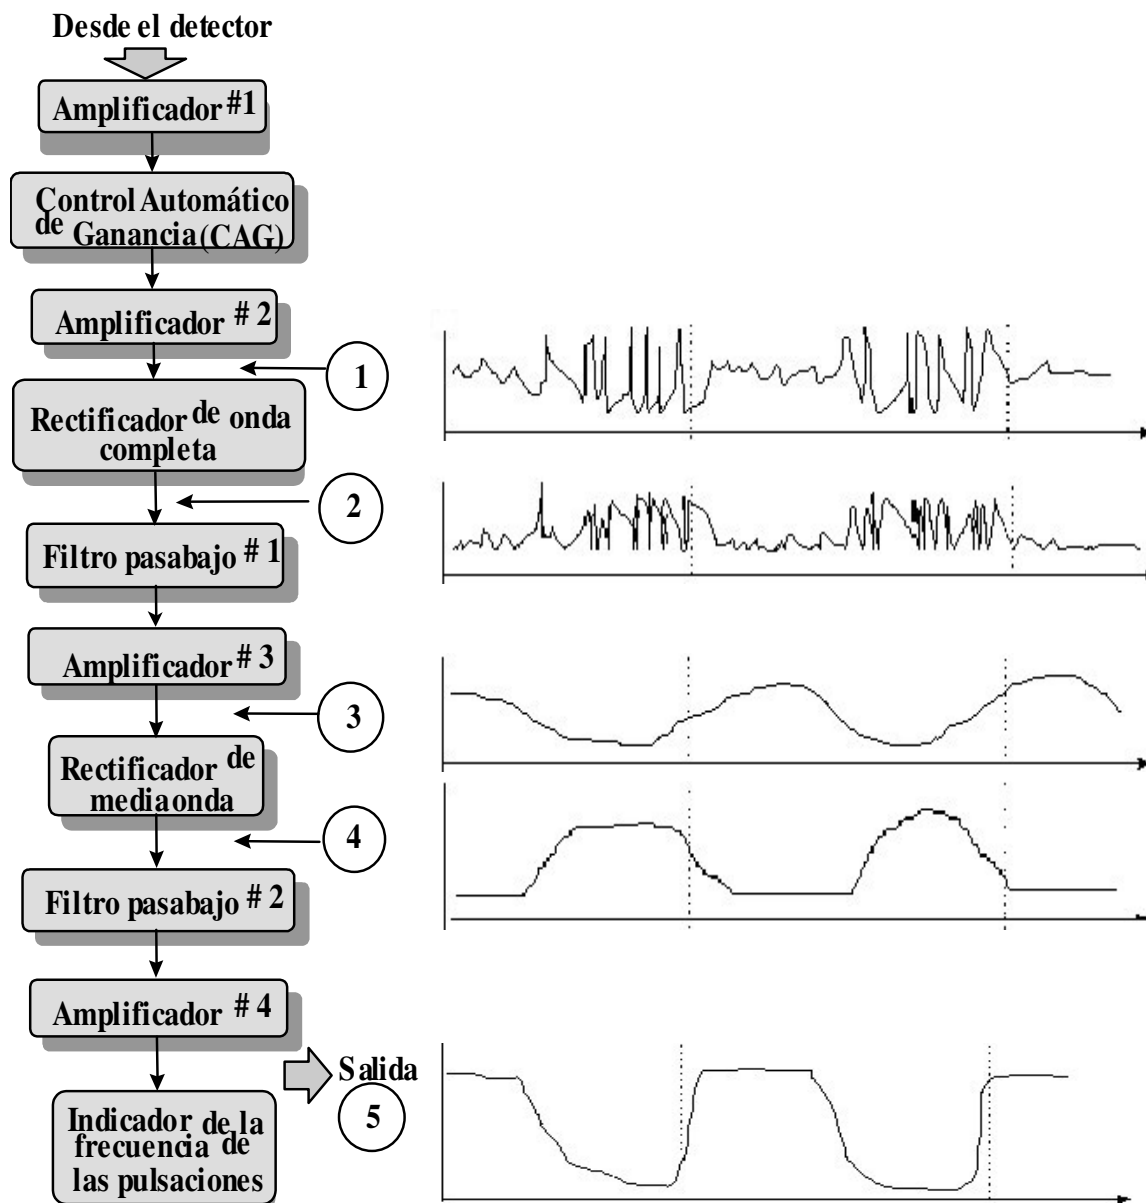 Desde el detector
Amplificador #1
Control Automático
de Ganancia (CAG)
Amplificador # 2
1
Rectificador de onda
completa
2
Filtro pasabajo # 1
Amplificador # 3
3
Rectificador de
media onda
4
Filtro pasabajo # 2
Amplificador # 4
Salida
5
Indicador de la
frecuencia de
las pulsaciones